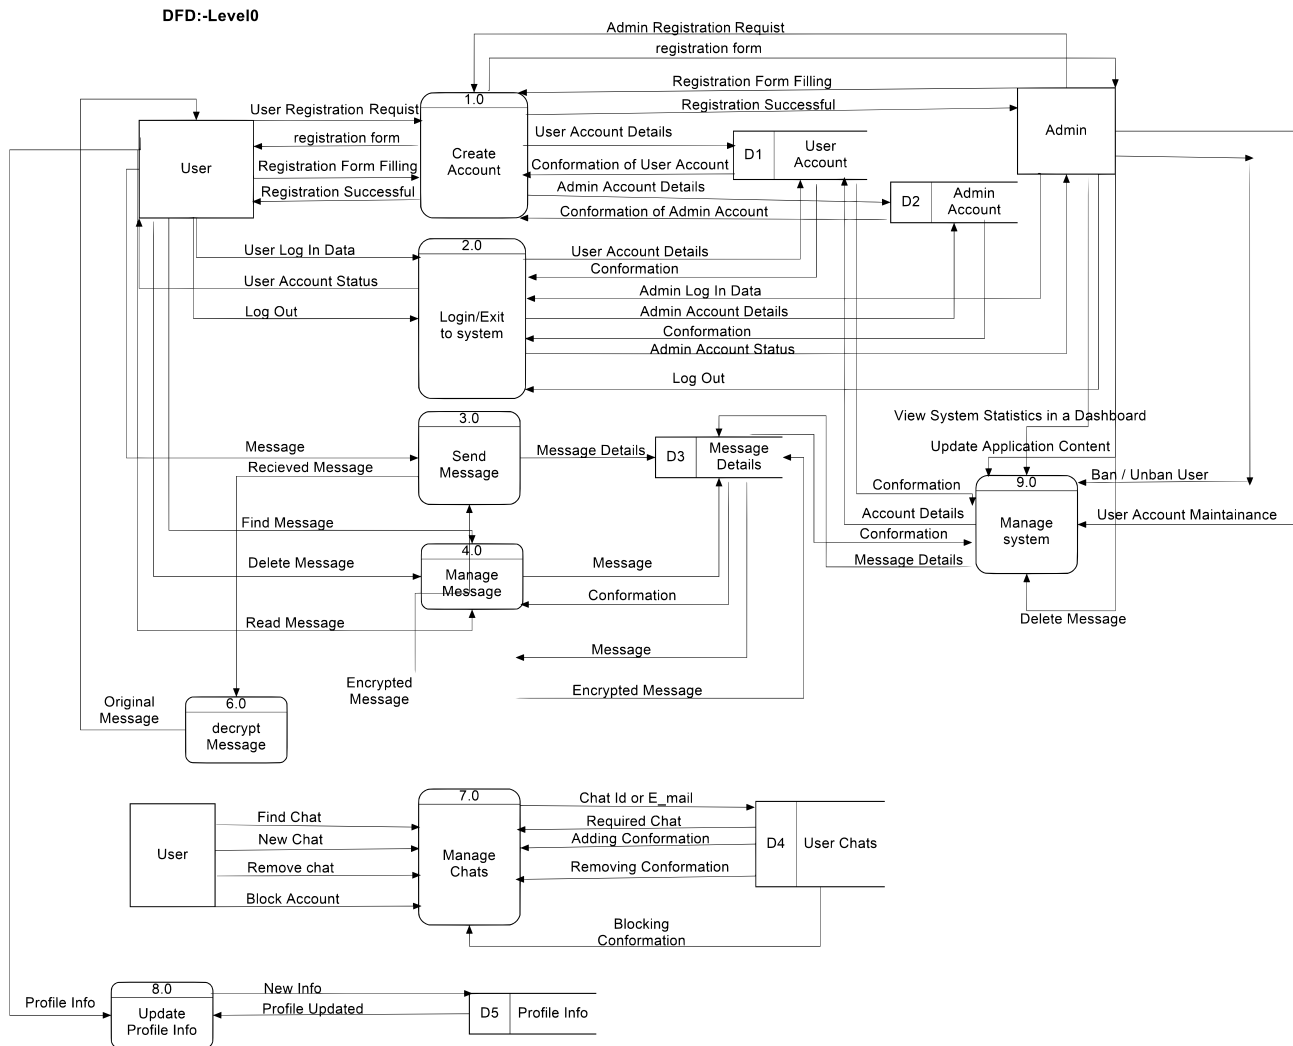 DFD:-Level0
Admin Registration Requist
registration form
Registration Form Filling
Registration Successful
User Registration Requist
registration form
Registration Form Filling
Registration Successful
User
1.0
Create
Account
User Account Details
Conformation of User Account
Admin Account Details
Conformation of Admin Account
D1
User
Account
D2
Admin
Account
Admin
User Log In Data
User Account Status
Log Out
2.0
Login/Exit
to system
User Account Details
Conformation
Admin Log In Data
Admin Account Details
Conformation
Admin Account Status
Log Out
3.0
Send
Message
Message
Recieved Message
Message Details
D3
Message
Details
View System Statistics in a Dashboard
Update Application Content
Ban / Unban User
User Account Maintainance
9.0
Manage
system
Conformation
Account Details
Conformation
Message Details
Delete Message
Find Message
Delete Message
Read Message
4.0
Manage
Message
Message
Conformation
Message
Encrypted Message
Encrypted
Message
Original
Message
6.0
decrypt
Message
User
Find Chat
New Chat
Remove chat
Block Account
7.0
Manage
Chats
Chat Id or E_mail
Required Chat
Adding Conformation
Removing Conformation
Blocking
Conformation
D4
User Chats
Profile Info
8.0
Update
Profile Info
New Info
Profile Updated
D5
Profile Info